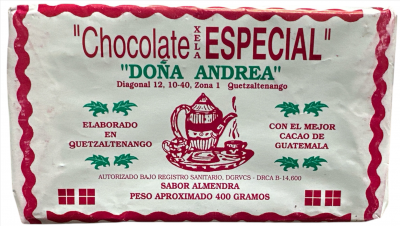 "Chocolate XELA ESPECIAL"
"DOÑA ANDREA"
Diagonal 12, 10-40, Zona 1 Quetzaltenango
ELABORADO
EN
QUETZALTENANGO
CON EL MEJOR
CACAO DE
GUATEMALA
AUTORIZADO BAJO REGISTRO SANITARIO, DGRVCS - DRCA B-14,600
SABOR ALMENDRA
PESO APROXIMADO 400 GRAMOS